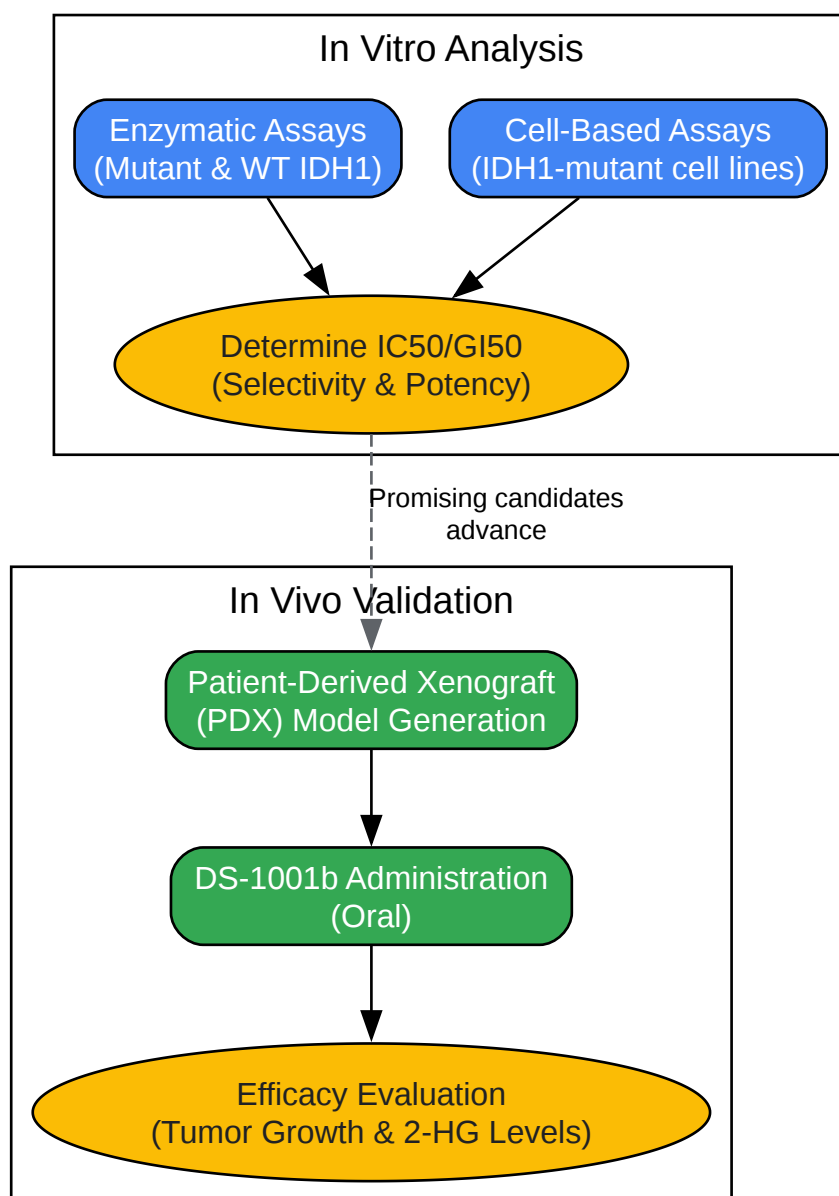 In Vitro Analysis
Enzymatic Assays
(Mutant & WT IDH1)
Cell-Based Assays
(IDH1-mutant cell lines)
Determine IC50/GI50
(Selectivity & Potency)
Promising candidates
advance
In Vivo Validation
Patient-Derived Xenograft
(PDX) Model Generation
DS-1001b Administration
(Oral)
Efficacy Evaluation
(Tumor Growth & 2-HG Levels)